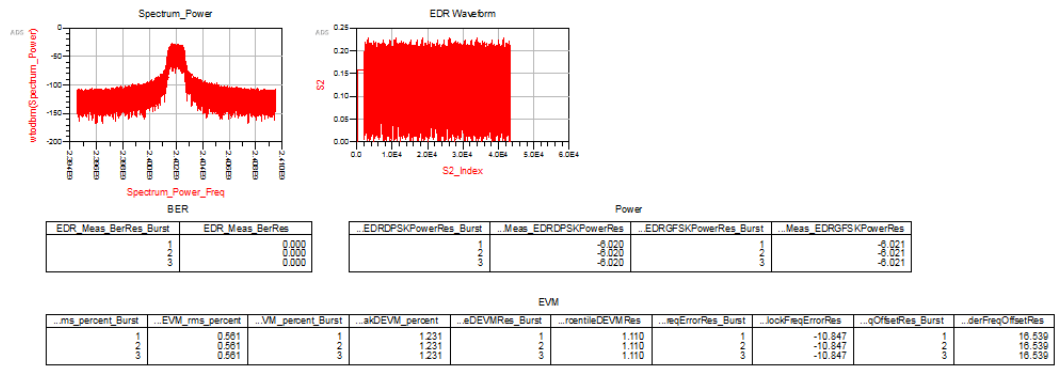 Spectrum_Power
EDR Waveform
ADS
wtodbm(Spectrum_Power)
0
-50
-100
-150
-200
Spectrum_Power_Freq
ADS
S2
0.25
0.20
0.15
0.10
0.05
0.00
0.0 1.0E4 2.0E4 3.0E4 4.0E4 5.0E4 6.0E4
S2_Index
BER
EDR_Meas_BerRes_Burst EDR_Meas_BerRes
1 0.000
2 0.000
3 0.000
Power
...EDRDPSKPowerRes_Burst ...Meas_EDRDPSKPowerRes ...EDRGFSKPowerRes_Burst ...Meas_EDRGFSKPowerRes
1 -6.020 1 -6.021
2 -6.020 2 -6.021
3 -6.020 3 -6.021
EVM
...ms_percent_Burst ...EVM_rms_percent ...VM_percent_Burst ...akDEVM_percent ...eDEVMRes_Burst ...rcentileDEVMRes ...reqErrorRes_Burst ...lockFreqErrorRes ...qOffsetRes_Burst ...derFreqOffsetRes
1 0.561 1 1.231 1 1.110 1 -10.847 1 16.539
2 0.561 2 1.231 2 1.110 2 -10.847 2 16.539
3 0.561 3 1.231 3 1.110 3 -10.847 3 16.539